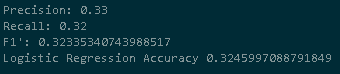 Precision: 0.33
Recall: 0.32
F1': 0.32335340743988517
Logistic Regression Accuracy 0.3245997088791849